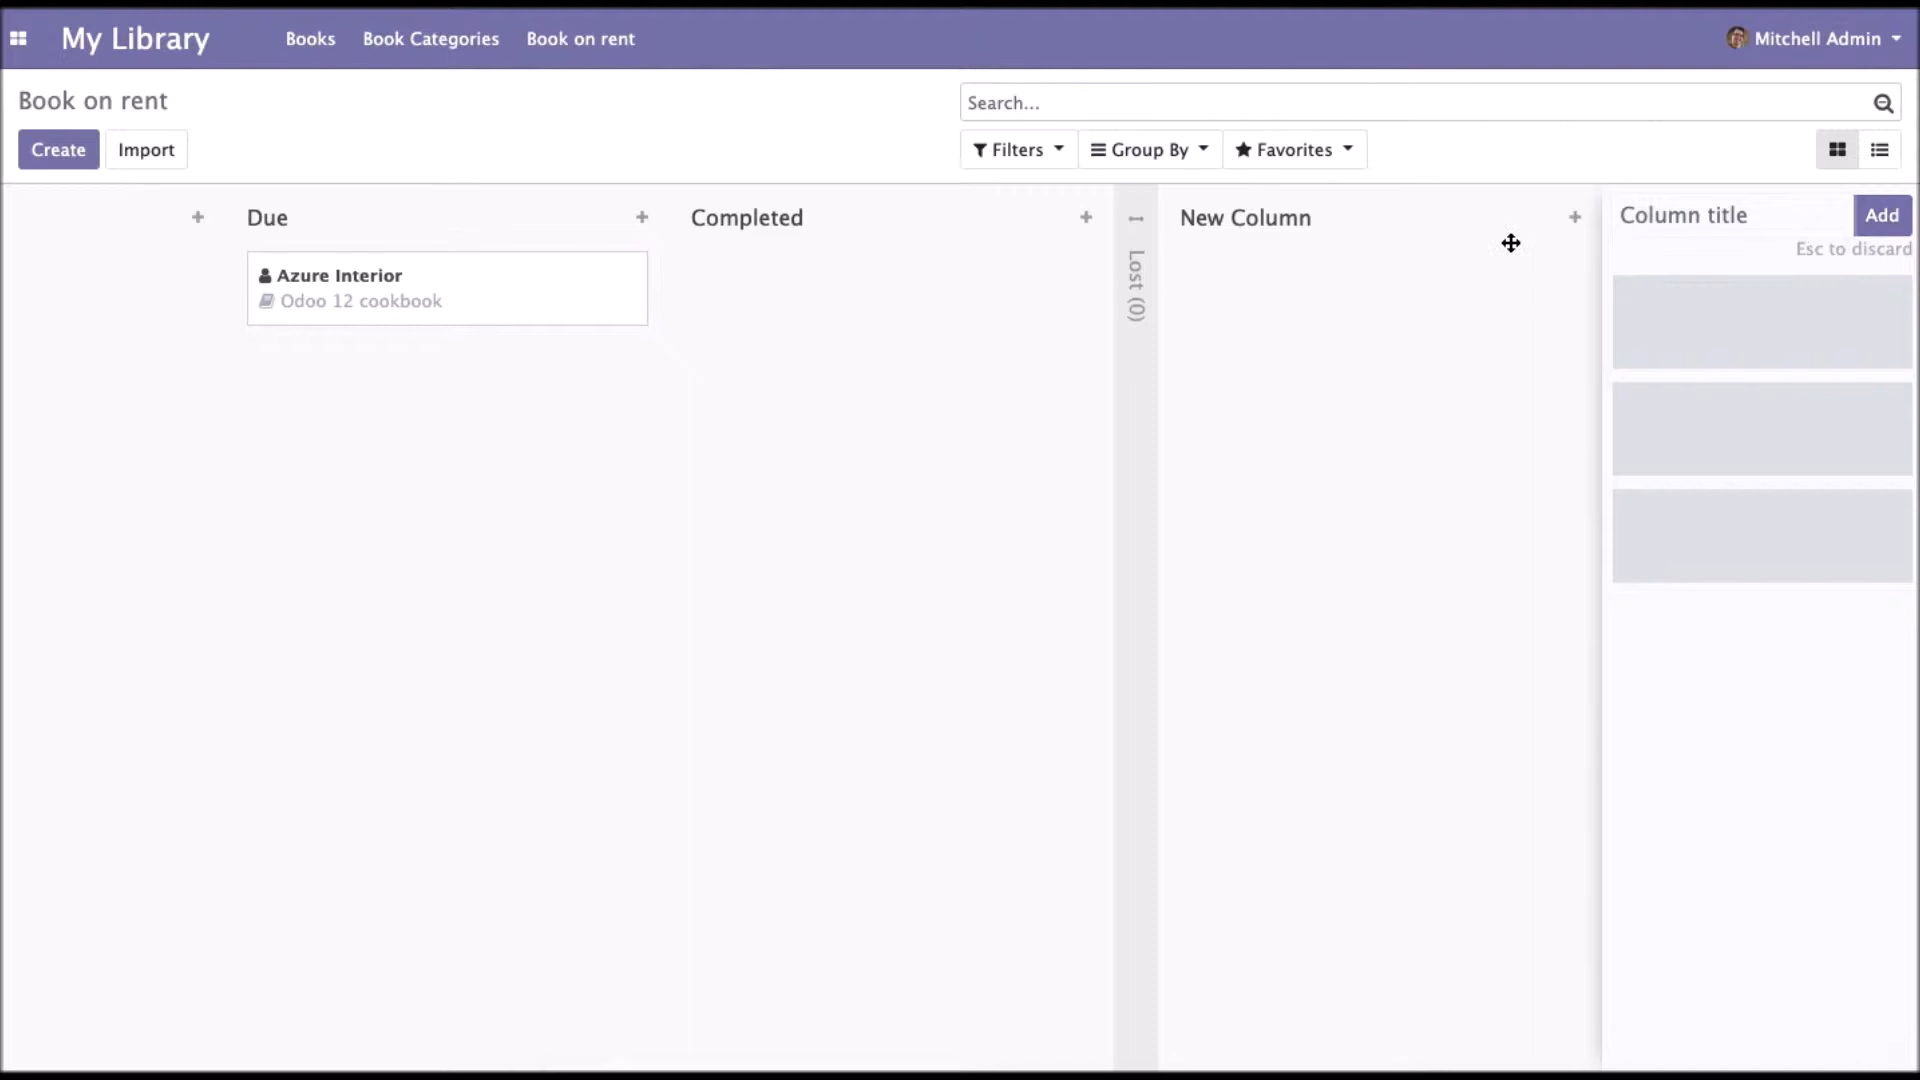 My Library
Books
Book Categories
Book on rent
Mitchell Admin
Book on rent
Search...
Create
Import
Filters
Group By
Favorites
Due
Completed
Lost (0)
New Column
Column title
Add
Esc to discard
Azure Interior
Odoo 12 cookbook